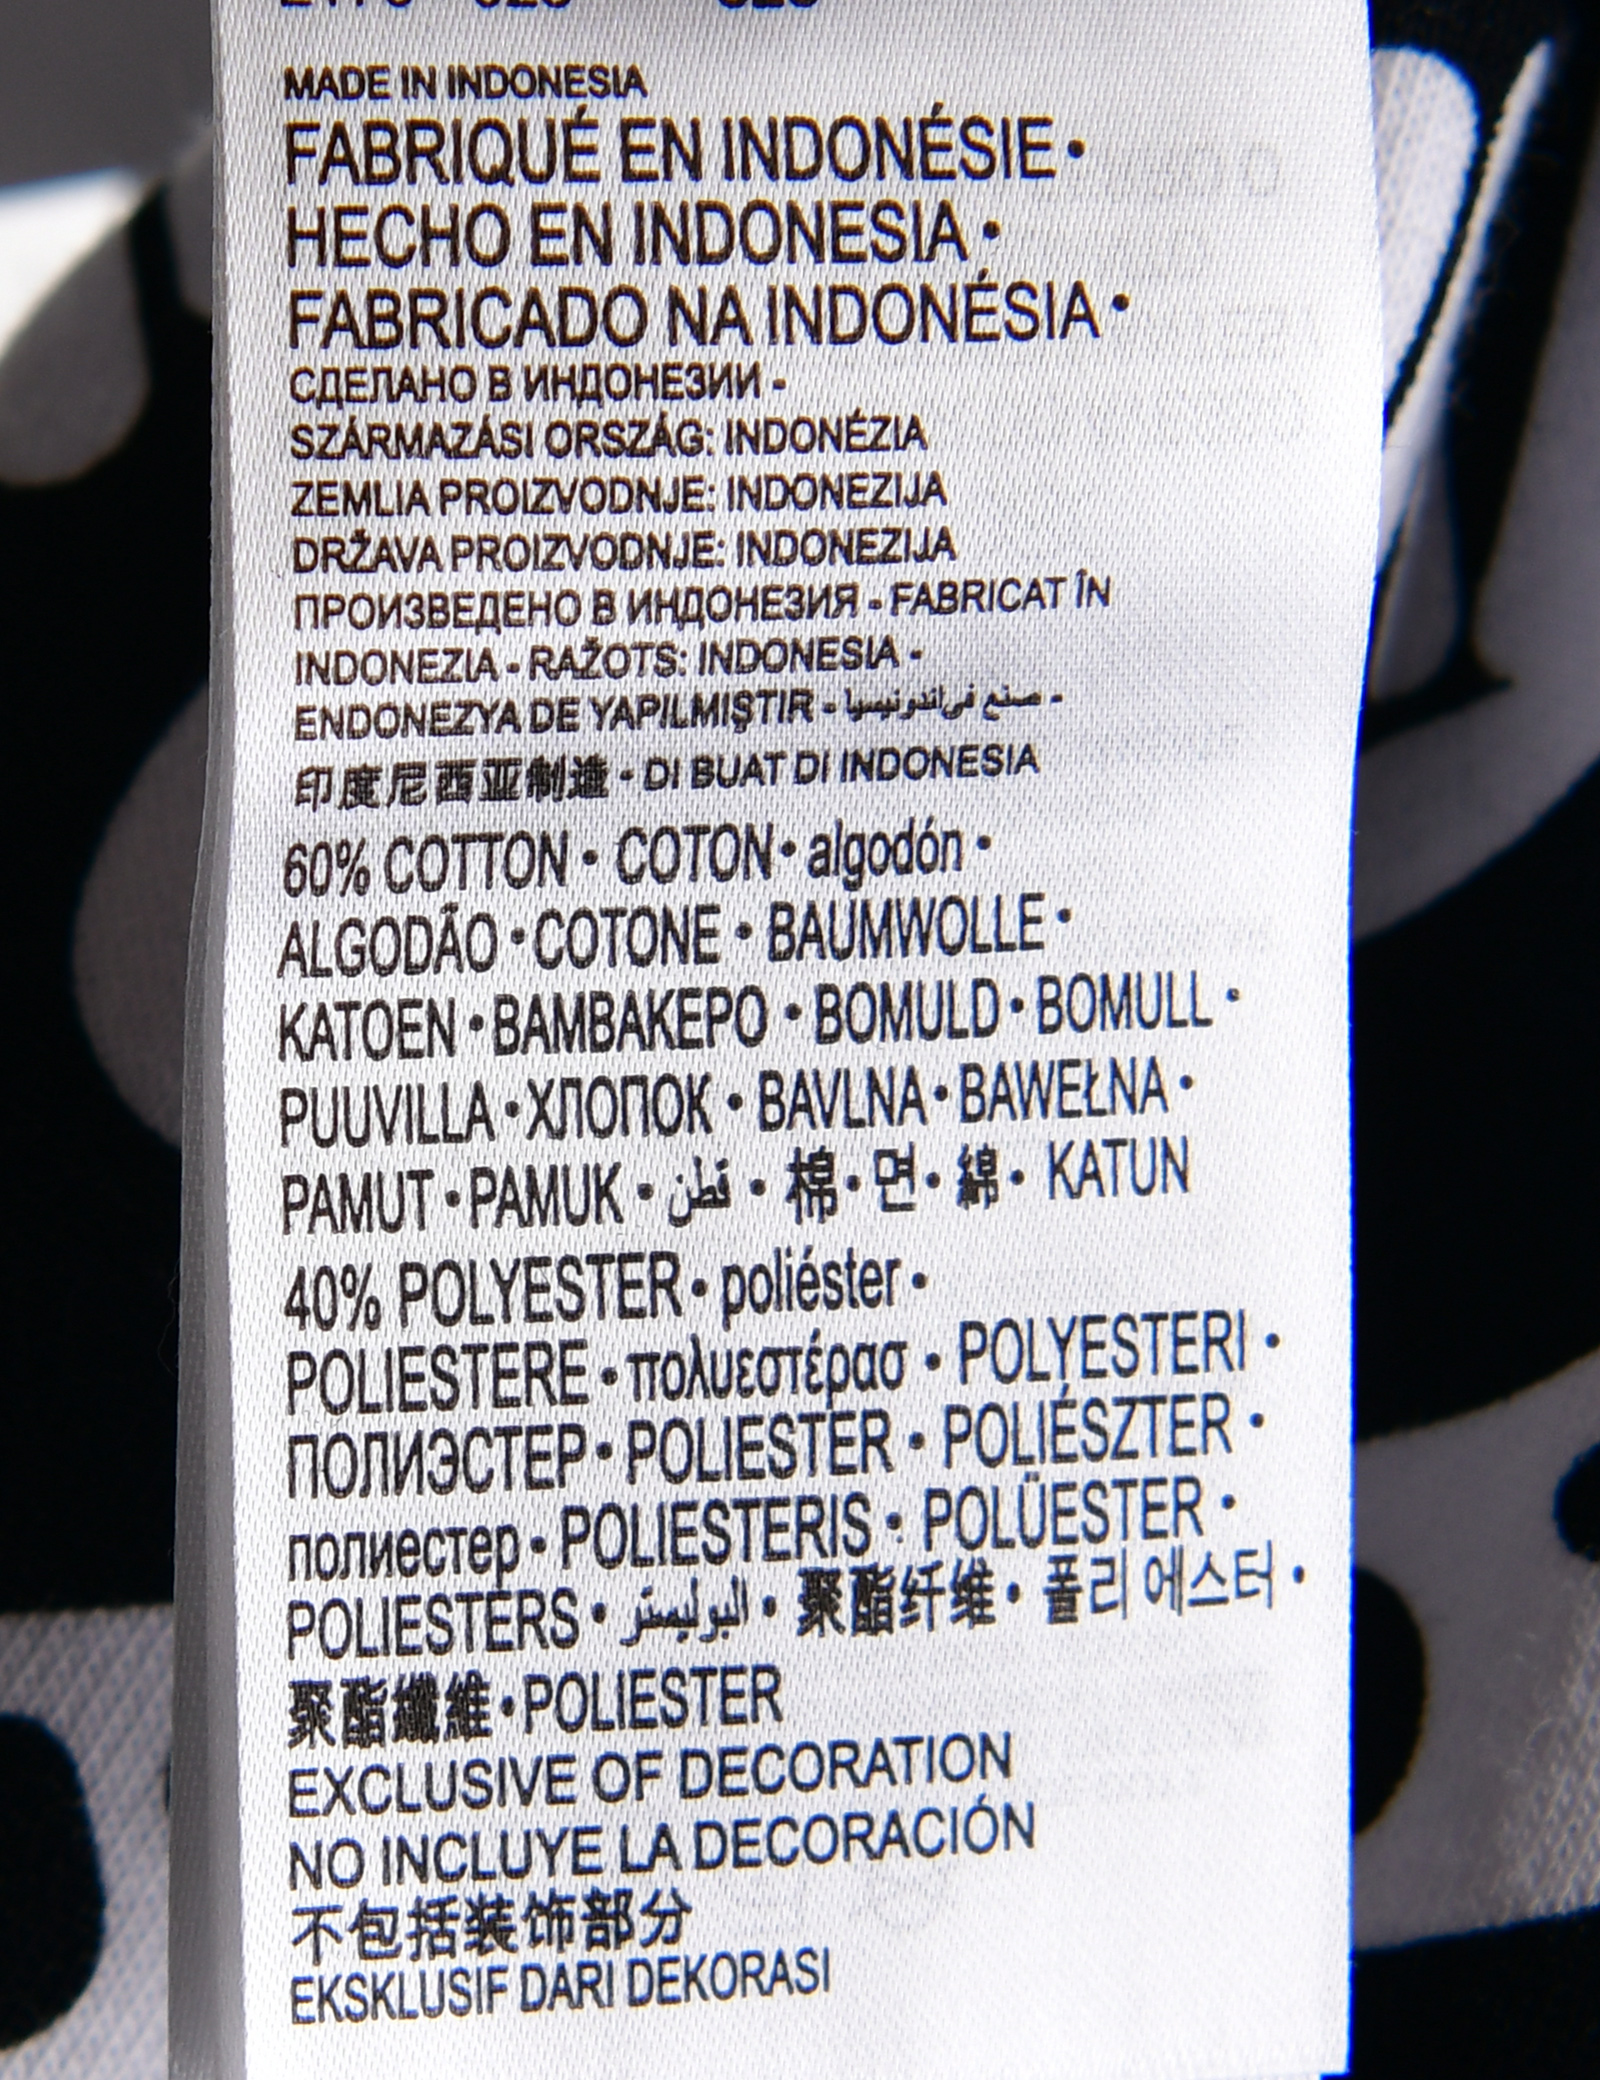 MADE IN INDONESIA
FABRIQUÉ EN INDONÉSIE•
HECHO EN INDONESIA•
FABRICADO NA INDONÉSIA•
СДЕЛАНО В ИНДОНЕЗИИ -
SZÁRMAZÁSI ORSZÁG: INDONÉZIA
ZEMLIA PROIZVODNJE: INDONEZIJA
DRŽAVA PROIZVODNJE: INDONEZIJA
ПРОИЗВЕДЕНО В ИНДОНЕЗИЯ - FABRICAT ÎN
INDONEZIA - RAŽOTS: INDONESIA -
ENDONEZYA DE YAPILMIŞTIR - صنع في اندونيسيا -
印度尼西亚制造 - DI BUAT DI INDONESIA
60% COTTON • COTON • algodón •
ALGODÃO • COTONE • BAUMWOLLE •
KATOEN • BAMBAKEPO • BOMULD • BOMULL •
PUUVILLA • ХЛОПОК • BAVLNA • BAWEŁNA •
PAMUT • PAMUK • قطن • 棉 • 면 • 綿 • KATUN
40% POLYESTER • poliéster •
POLIESTERE • πολυεστέρασ • POLYESTERI •
ПОЛИЭСТЕР • POLIESTER • POLIÉSZTER •
полиестер • POLIESTERIS • POLÜESTER •
POLIESTERS • البوليستر • 聚酯纤维 • 폴리 에스터 •
聚酯纖維 • POLIESTER
EXCLUSIVE OF DECORATION
NO INCLUYE LA DECORACIÓN
不包括装饰部分
EKSKLUSIF DARI DEKORASI